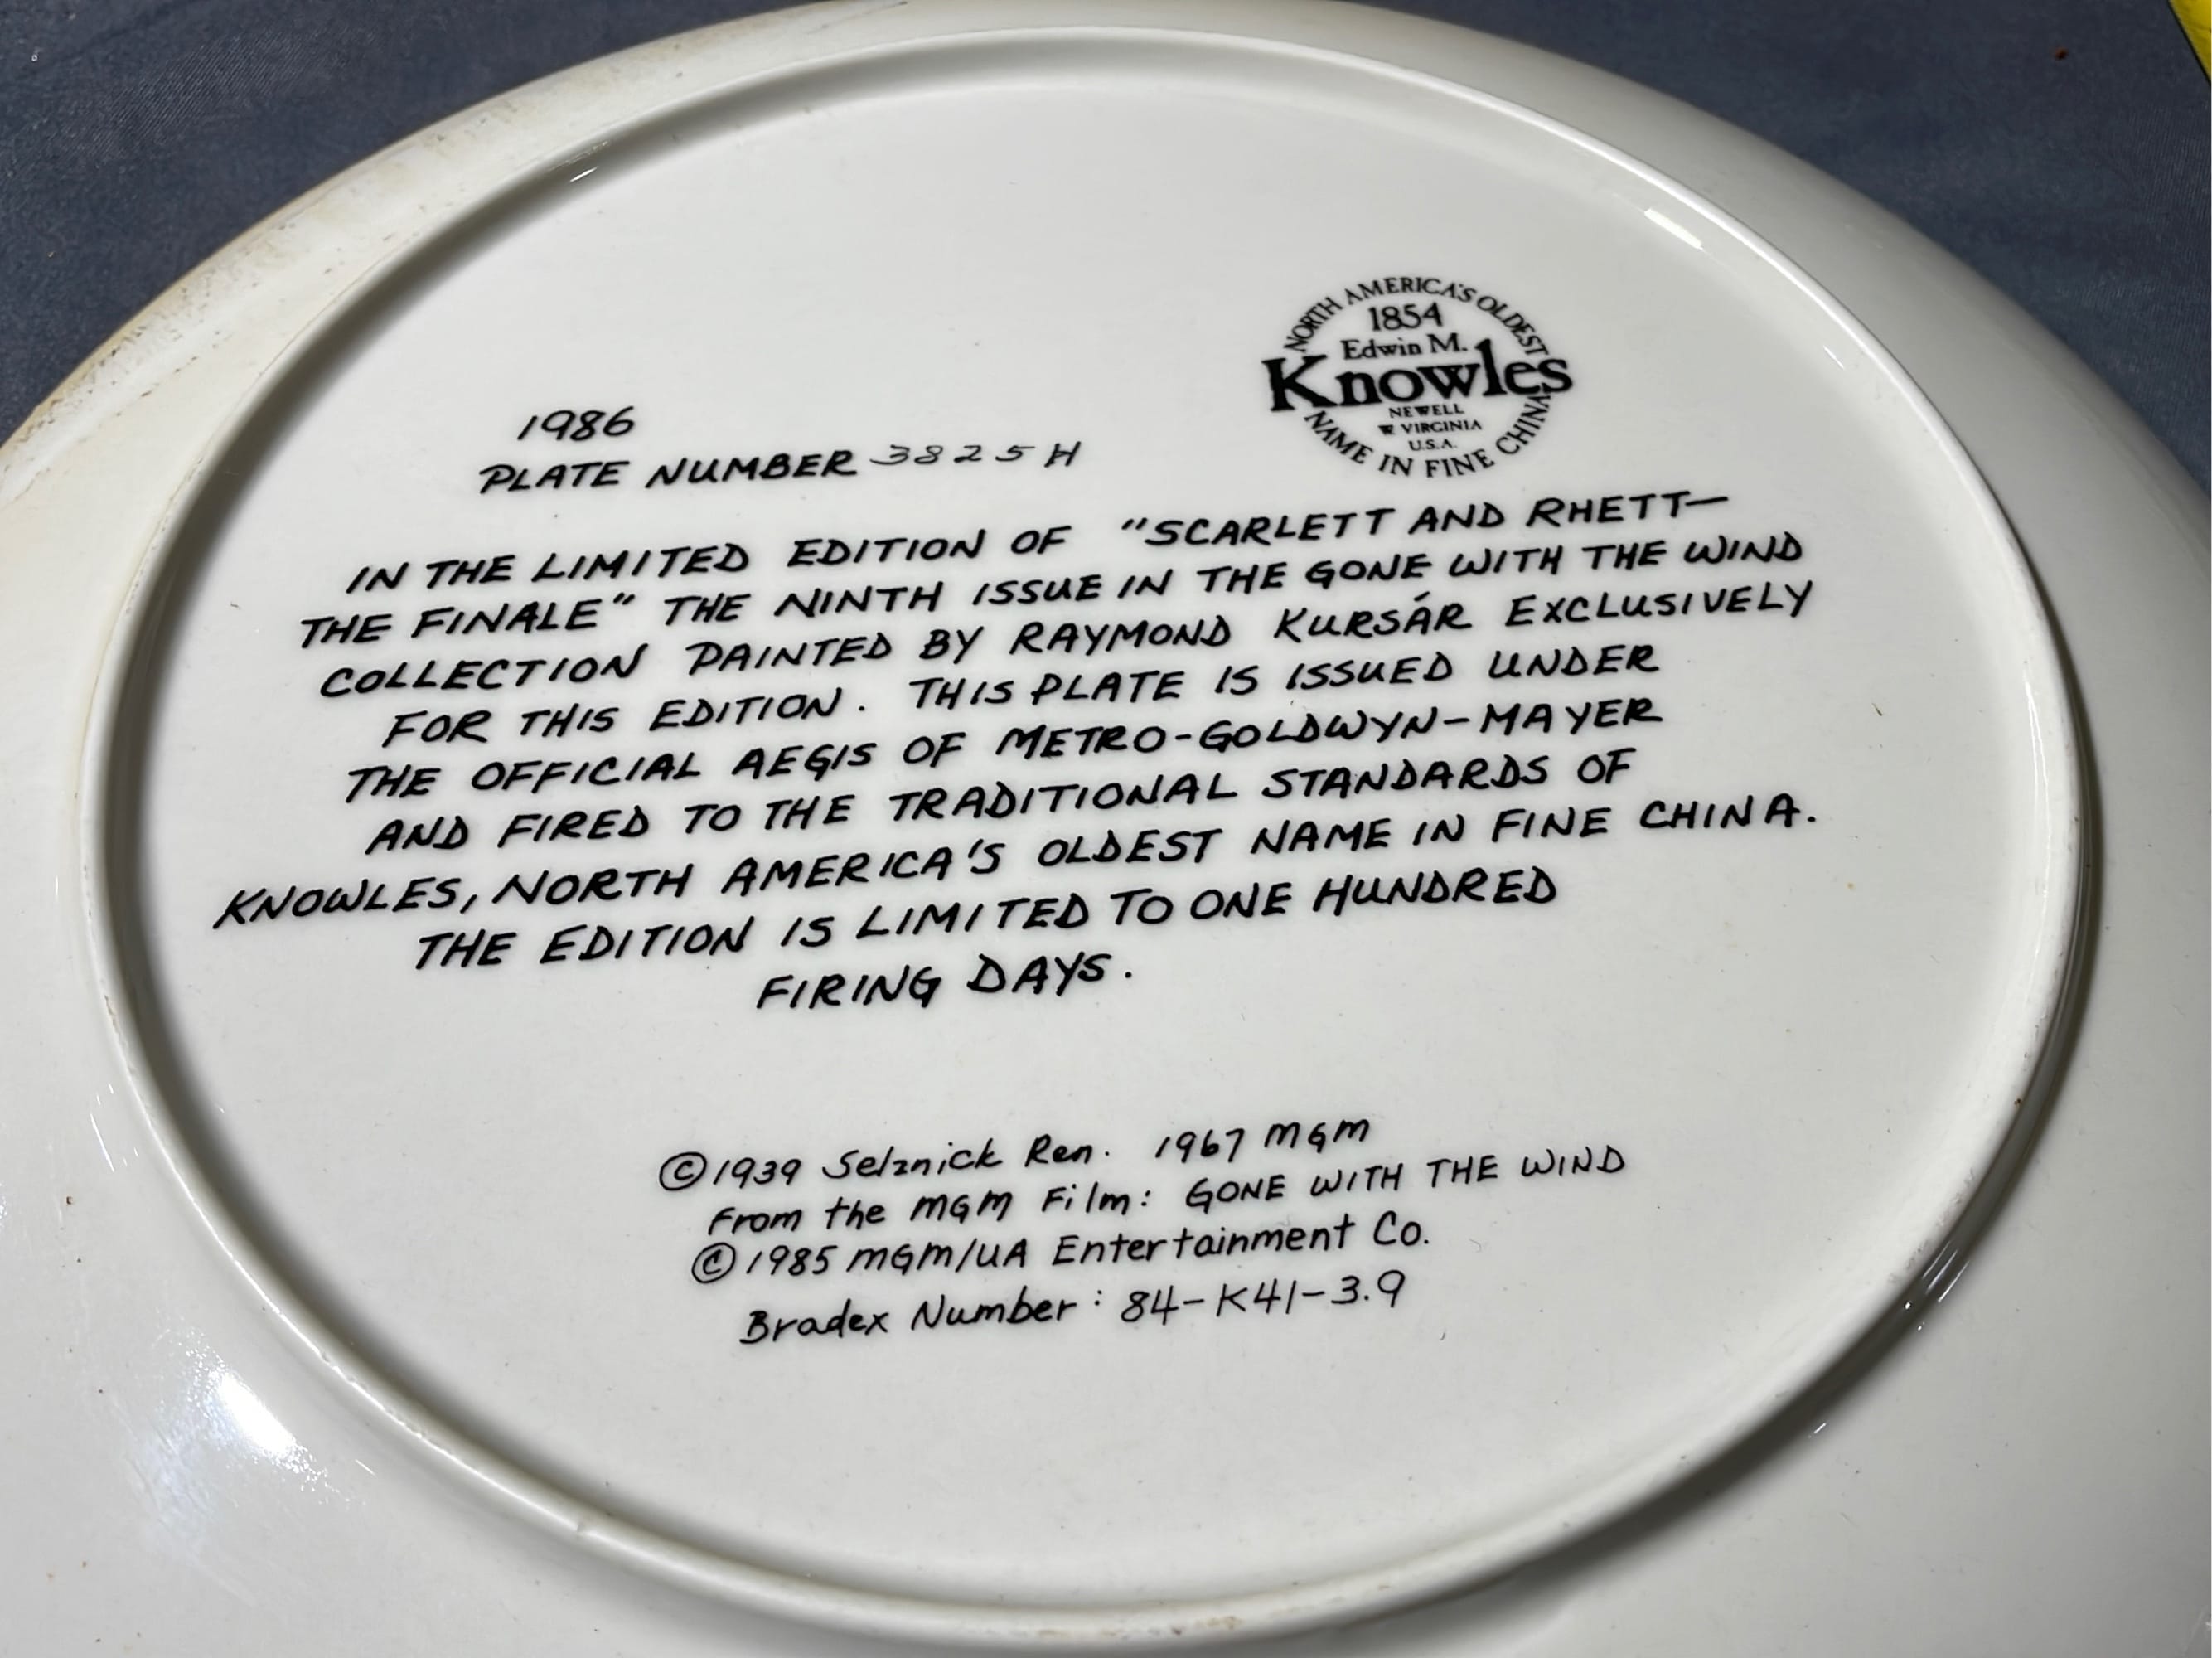 NORTH AMERICA'S OLDEST
1854
Edwin M.
Knowles
NEWELL
W VIRGINIA
U.S.A.
NAME IN FINE CHINA
1986
PLATE NUMBER 3825H
IN THE LIMITED EDITION OF "SCARLETT AND RHETT—
THE FINALE" THE NINTH ISSUE IN THE GONE WITH THE WIND
COLLECTION PAINTED BY RAYMOND KURSÁR EXCLUSIVELY
FOR THIS EDITION. THIS PLATE IS ISSUED UNDER
THE OFFICIAL AEGIS OF METRO-GOLDWYN-MAYER
AND FIRED TO THE TRADITIONAL STANDARDS OF
KNOWLES, NORTH AMERICA'S OLDEST NAME IN FINE CHINA.
THE EDITION IS LIMITED TO ONE HUNDRED
FIRING DAYS.
©1939 Selznick Ren. 1967 MGM
From the MGM Film: GONE WITH THE WIND
©1985 MGM/UA Entertainment Co.
Bradex Number: 84-K41-3.9